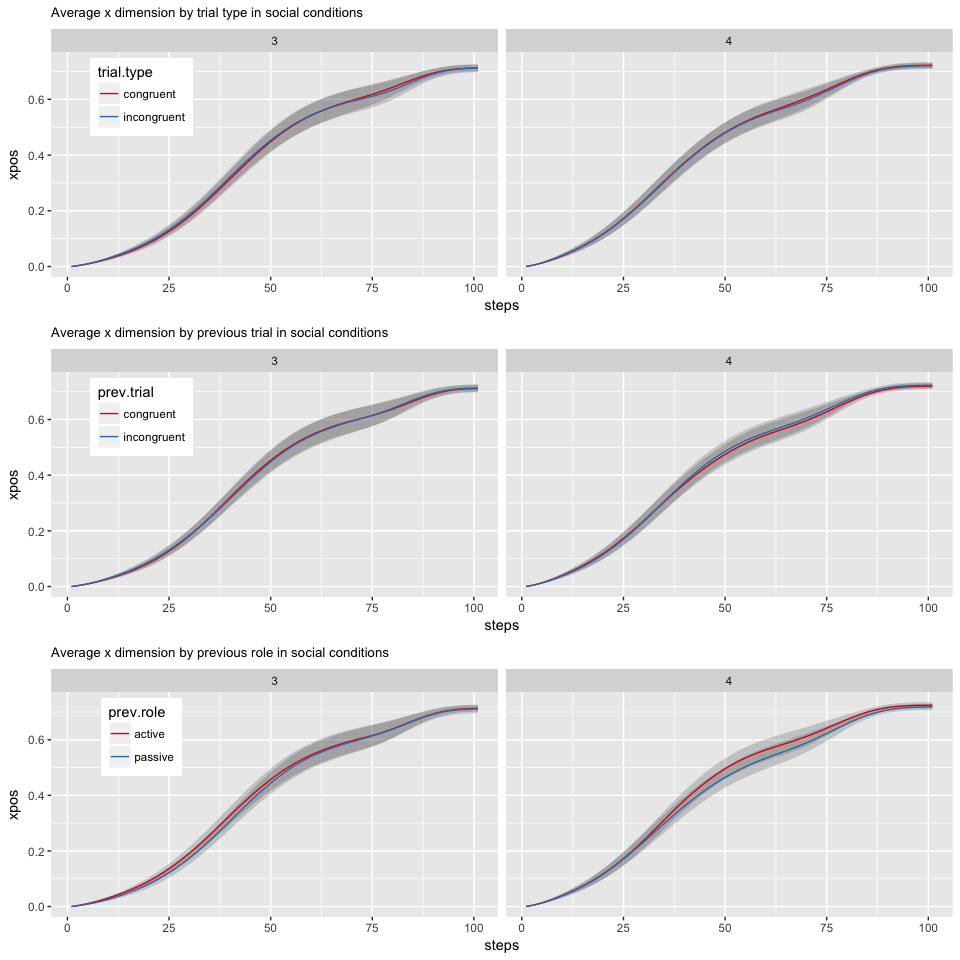 Average x dimension by trial type in social conditions
3
4
trial.type
congruent
incongruent
xpos
0.6
0.4
0.2
0.0
0
25
50
75
100
0
25
50
75
100
steps
Average x dimension by previous trial in social conditions
3
4
prev.trial
congruent
incongruent
xpos
0.6
0.4
0.2
0.0
0
25
50
75
100
0
25
50
75
100
steps
Average x dimension by previous role in social conditions
3
4
prev.role
active
passive
xpos
0.6
0.4
0.2
0.0
0
25
50
75
100
0
25
50
75
100
steps